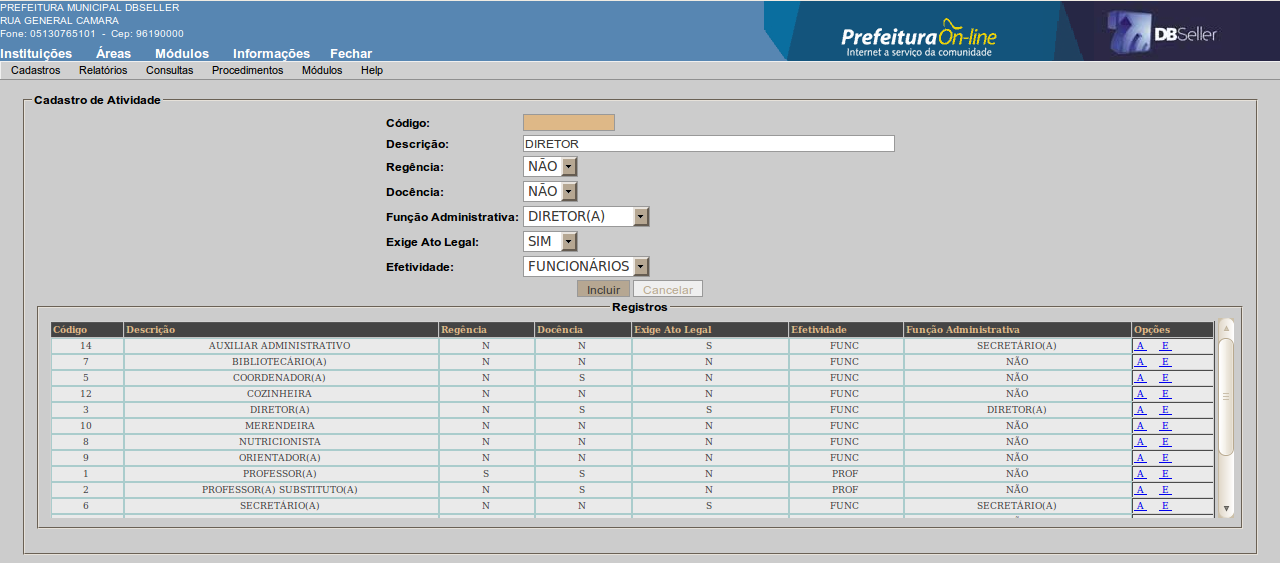 PREFEITURA MUNICIPAL DBSELLER
RUA GENERAL CAMARA
Fone: 05130765101 - Cep: 96190000
Prefeitura On-line
Internet a serviço da comunidade
DBSeller
Instituições Áreas Módulos Informações Fechar
Cadastros Relatórios Consultas Procedimentos Módulos Help
Cadastro de Atividade
Código:
Descrição: DIRETOR
Regência: NÃO
Docência: NÃO
Função Administrativa: DIRETOR(A)
Exige Ato Legal: SIM
Efetividade: FUNCIONÁRIOS
Incluir Cancelar
Registros
Código Descrição Regência Docência Exige Ato Legal Efetividade Função Administrativa Opções
14 AUXILIAR ADMINISTRATIVO N N S FUNC SECRETÁRIO(A) A E
7 BIBLIOTECÁRIO(A) N N N FUNC NÃO A E
5 COORDENADOR(A) N S N FUNC NÃO A E
12 COZINHEIRA N N N FUNC NÃO A E
3 DIRETOR(A) N S S FUNC DIRETOR(A) A E
10 MERENDEIRA N N N FUNC NÃO A E
8 NUTRICIONISTA N N N FUNC NÃO A E
9 ORIENTADOR(A) N N N FUNC NÃO A E
1 PROFESSOR(A) S S N PROF NÃO A E
2 PROFESSOR(A) SUBSTITUTO(A) N S N PROF NÃO A E
6 SECRETÁRIO(A) N N S FUNC SECRETÁRIO(A) A E